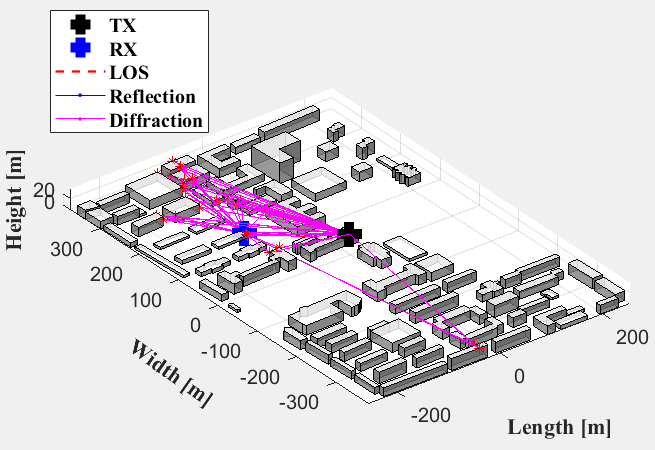 TX
RX
LOS
Reflection
Diffraction
Height [m]
20
0
300
200
100
0
-100
-200
-300
Width [m]
-200
0
200
Length [m]